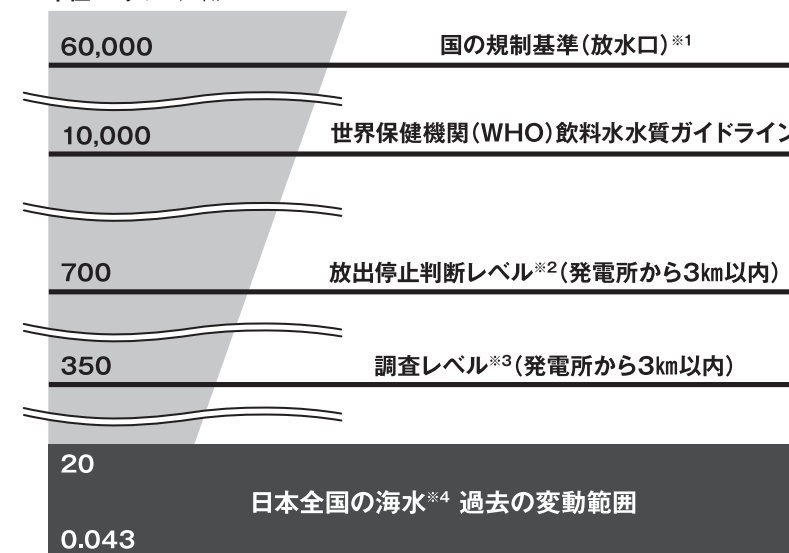 60,000 国の規制基準(放水口)※1
10,000 世界保健機関(WHO)飲料水水質ガイドライン
700 放出停止判断レベル※2(発電所から3㎞以内)
350 調査レベル※3(発電所から3㎞以内)
20
日本全国の海水※4 過去の変動範囲
0.043